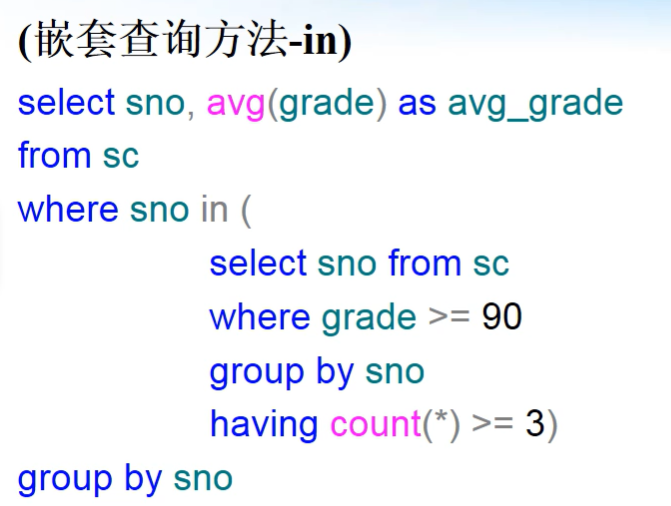 (嵌套查询方法-in)
select sno, avg(grade) as avg_grade
from sc
where sno in (
select sno from sc
where grade >= 90
group by sno
having count(*) >= 3)
group by sno